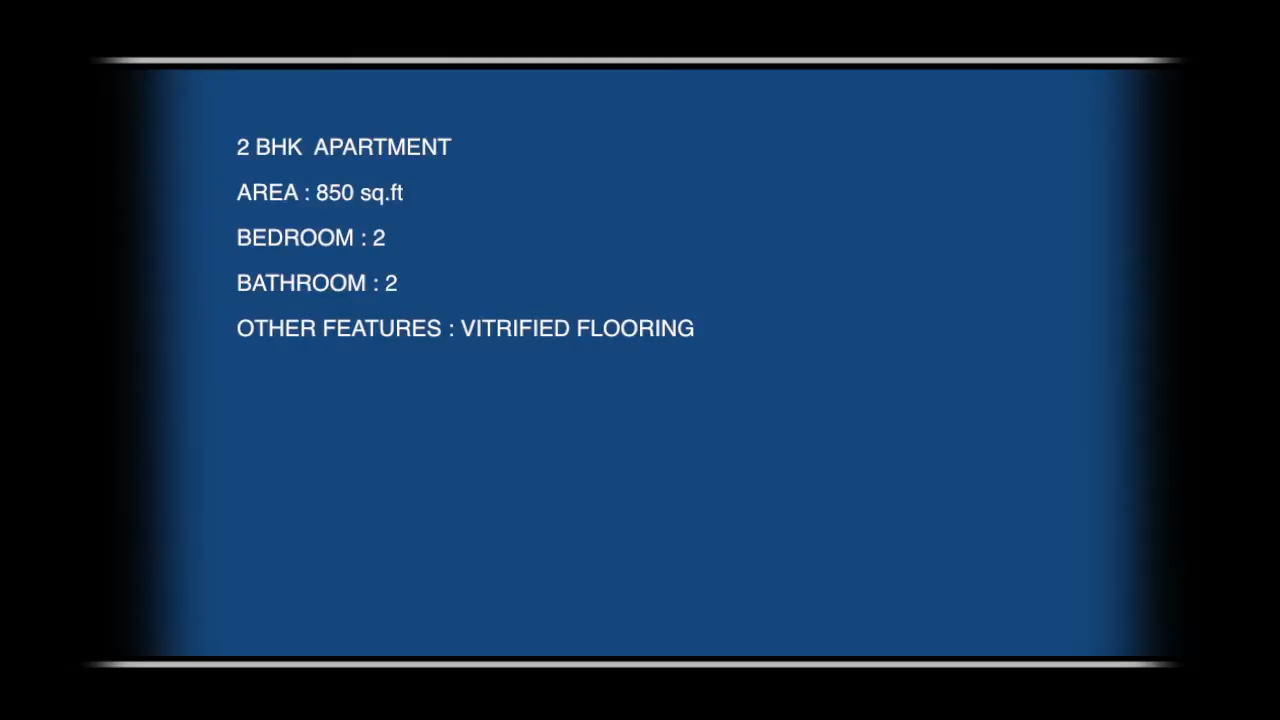 2 BHK  APARTMENT
AREA : 850 sq.ft
BEDROOM : 2
BATHROOM : 2
OTHER FEATURES : VITRIFIED FLOORING